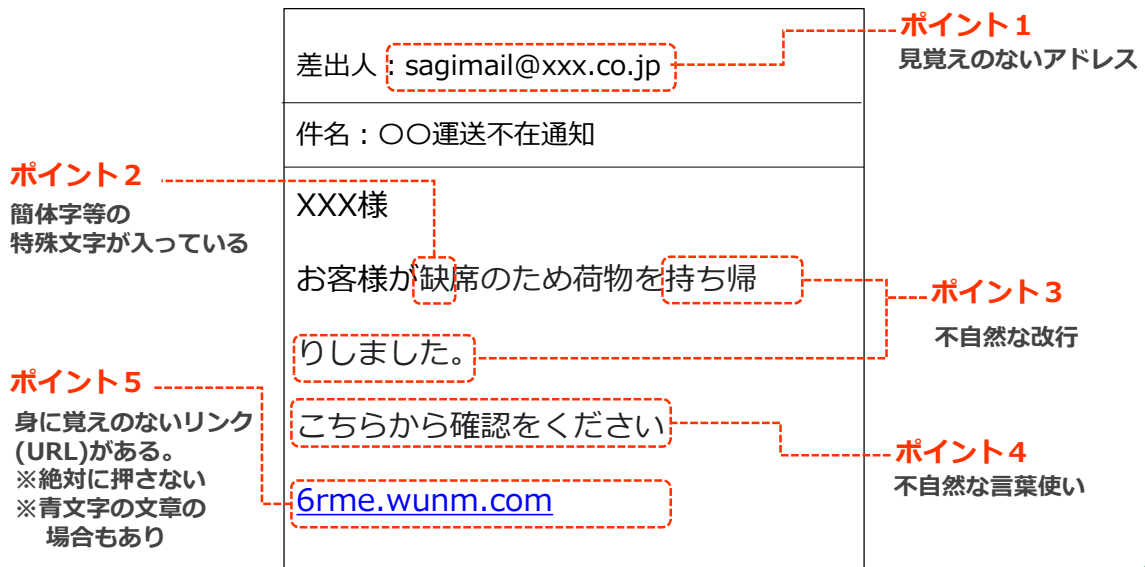 ポイント１
見覚えのないアドレス
差出人：sagimail@xxx.co.jp
件名：〇〇運送不在通知
ポイント２
簡体字等の
特殊文字が入っている
XXX様
お客様が缺席のため荷物を持ち帰
りしました。
ポイント３
不自然な改行
ポイント５
身に覚えのないリンク
(URL)がある。
※絶対に押さない
※青文字の文章の
場合もあり
こちらから確認をください
ポイント４
不自然な言葉使い
6rme.wunm.com